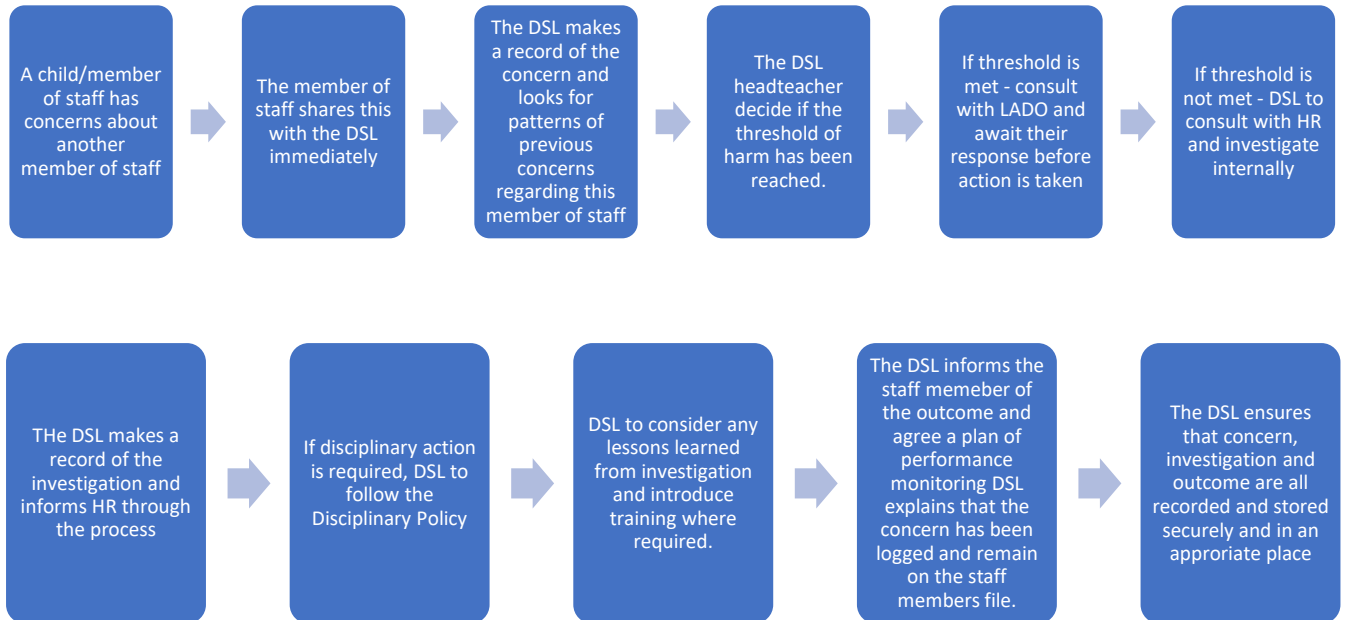 A child/member
of staff has
concerns about
another
member of staff
The member of
staff shares this
with the DSL
immediately
The DSL makes
a record of the
concern and
looks for
patterns of
previous
concerns
regarding this
member of staff
The DSL
headteacher
decide if the
threshold of
harm has been
reached.
If threshold is
met - consult
with LADO and
await their
response before
action is taken
If threshold is
not met - DSL to
consult with HR
and investigate
internally
THe DSL makes a
record of the
investigation and
informs HR through
the process
If disciplinary action
is required, DSL to
follow the
Disciplinary Policy
DSL to consider any
lessons learned
from investigation
and introduce
training where
required.
The DSL informs the
staff memeber of
the outcome and
agree a plan of
performance
monitoring DSL
explains that the
concern has been
logged and remain
on the staff
members file.
The DSL ensures
that concern,
investigation and
outcome are all
recorded and stored
securely and in an
approriate place